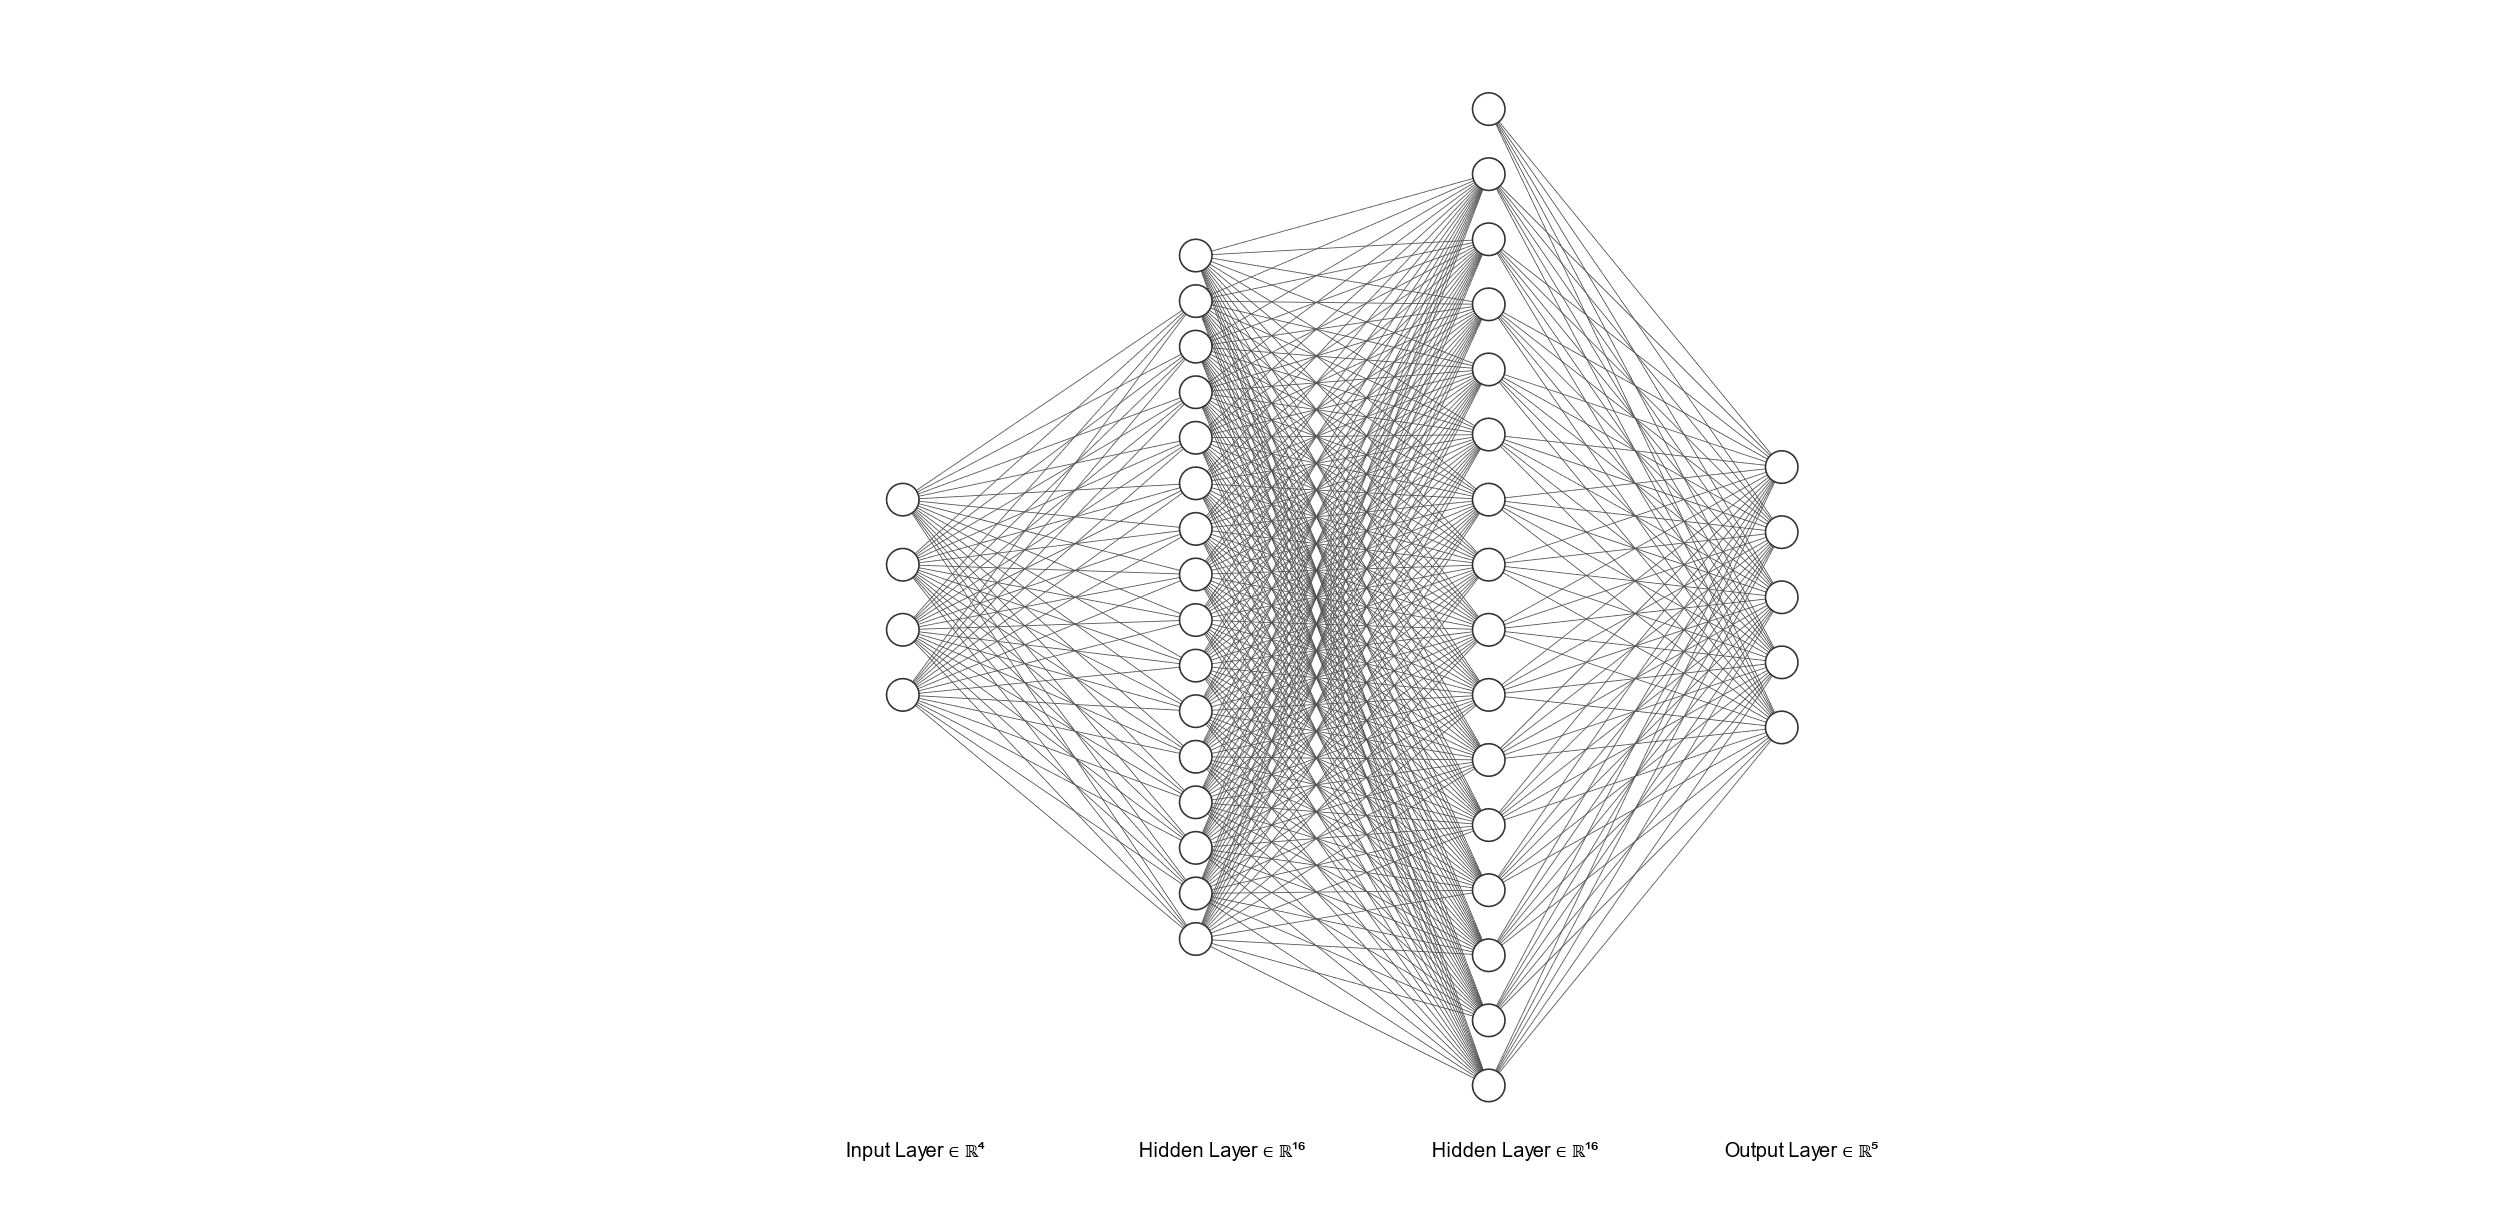 Input Layer ∈ ℝ⁴
Hidden Layer ∈ ℝ¹⁶
Hidden Layer ∈ ℝ¹⁶
Output Layer ∈ ℝ⁵